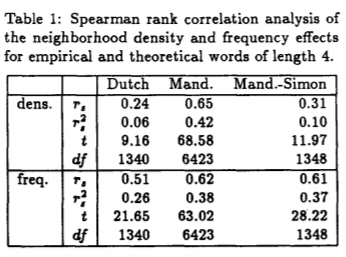 Table 1: Spearman rank correlation analysis of
the neighborhood density and frequency effects
for empirical and theoretical words of length 4.
Dutch Mand. Mand.-Simon
dens. r_s 0.24 0.65 0.31
r_s^2 0.06 0.42 0.10
t 9.16 68.58 11.97
df 1340 6423 1348
freq. r_s 0.51 0.62 0.61
r_s^2 0.26 0.38 0.37
t 21.65 63.02 28.22
df 1340 6423 1348